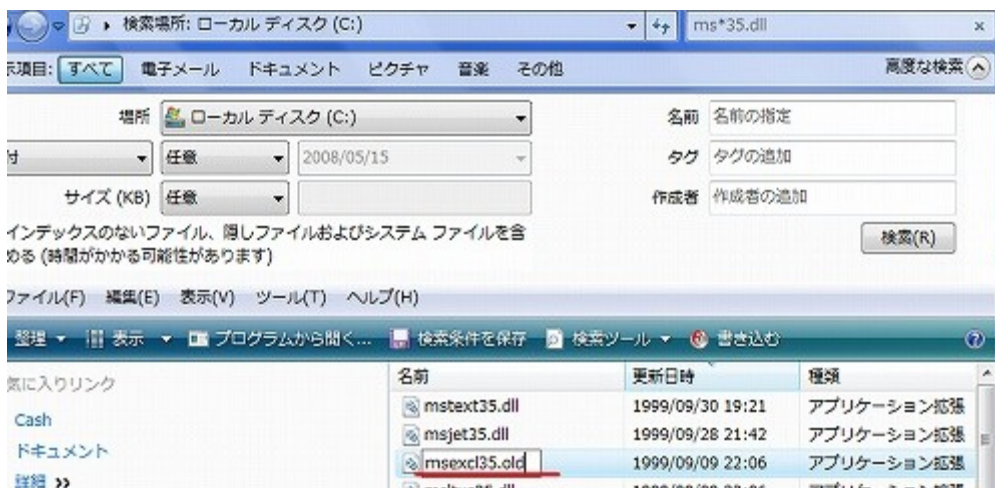 検索場所: ローカル ディスク (C:) ms*35.dll
示項目: すべて 電子メール ドキュメント ピクチャ 音楽 その他 高度な検索
場所 ローカル ディスク (C:) 名前 名前の指定
付 任意 2008/05/15 タグ タグの追加
サイズ (KB) 任意 作成者 作成者の追加
インデックスのないファイル、隠しファイルおよびシステム ファイルを含
める (時間がかかる可能性があります) 検索(R)
ファイル(F) 編集(E) 表示(V) ツール(T) ヘルプ(H)
整理 表示 プログラムから開く... 検索条件を保存 検索ツール 書き込む
気に入りリンク 名前 更新日時 種類
Cash mstext35.dll 1999/09/30 19:21 アプリケーション拡張
ドキュメント msjet35.dll 1999/09/28 21:42 アプリケーション拡張
詳細 >> msexcl35.old 1999/09/09 22:06 アプリケーション拡張